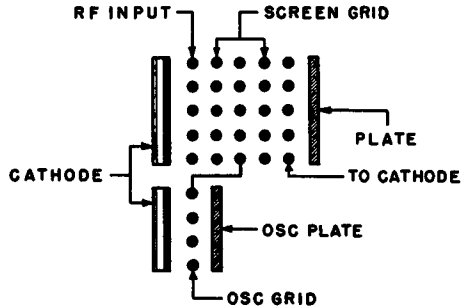 RF INPUT
SCREEN GRID
PLATE
CATHODE
TO CATHODE
OSC PLATE
OSC GRID